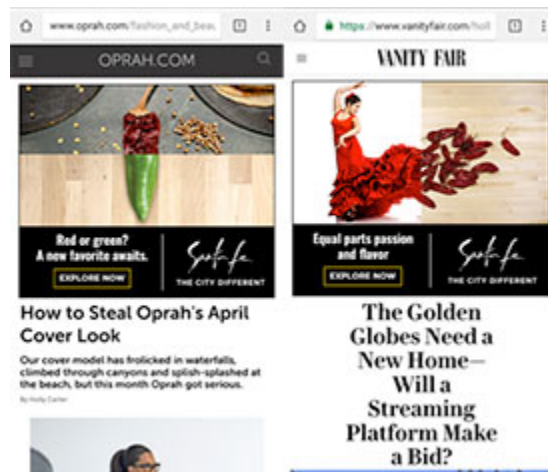 www.oprah.com/fashion_and_beau
OPRAH.COM
Red or green?
A new favorite awaits.
EXPLORE NOW
Santa fe
THE CITY DIFFERENT
How to Steal Oprah's April
Cover Look
Our cover model has frolicked in waterfalls,
climbed through canyons and splish-splashed at
the beach, but this month Oprah got serious.
By Holly Carter
https://www.vanityfair.com/holl
VANITY FAIR
Equal parts passion
and flavor
EXPLORE NOW
Santa fe
THE CITY DIFFERENT
The Golden
Globes Need a
New Home—
Will a
Streaming
Platform Make
a Bid?